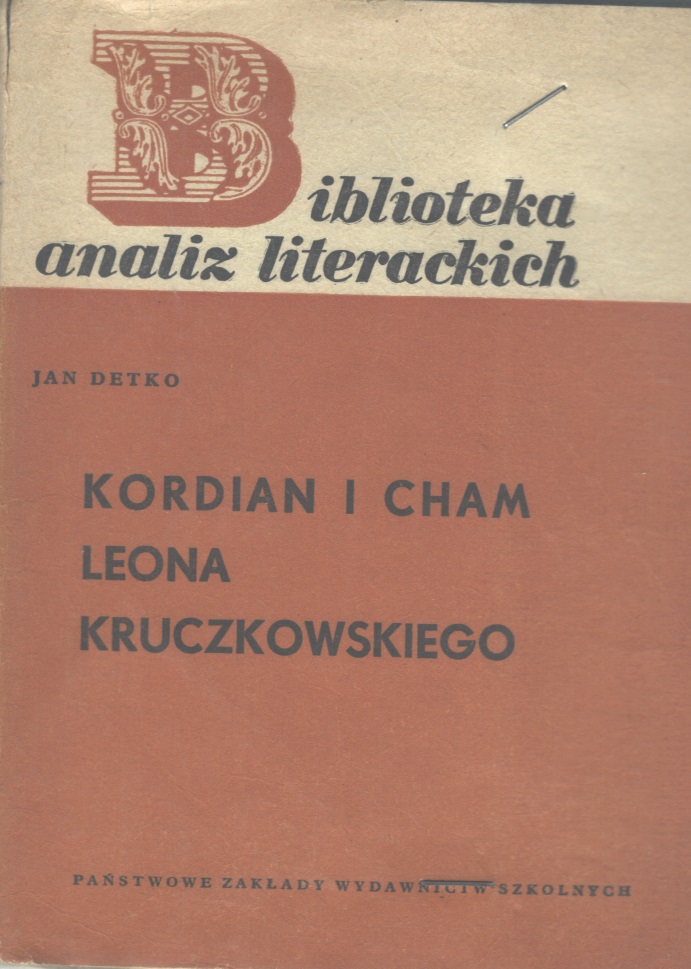 Biblioteka
analiz literackich
JAN DETKO
KORDIAN I CHAM
LEONA
KRUCZKOWSKIEGO
PAŃSTWOWE ZAKŁADY WYDAWNICTW SZKOLNYCH